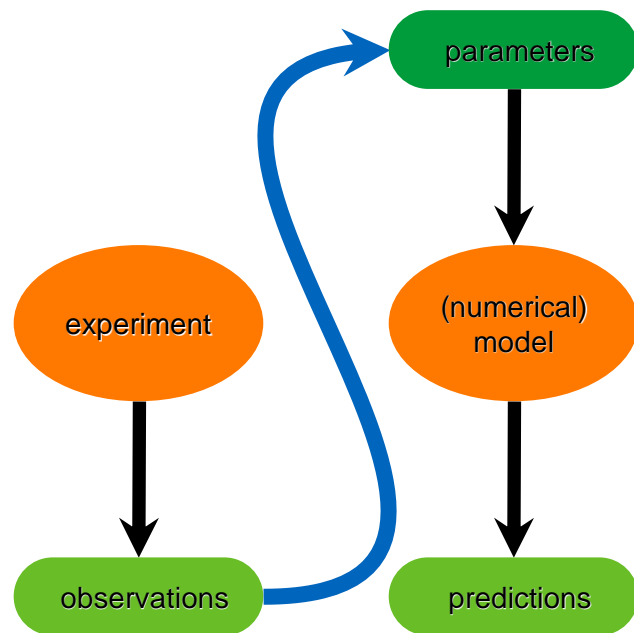 parameters
experiment
(numerical)
model
observations
predictions